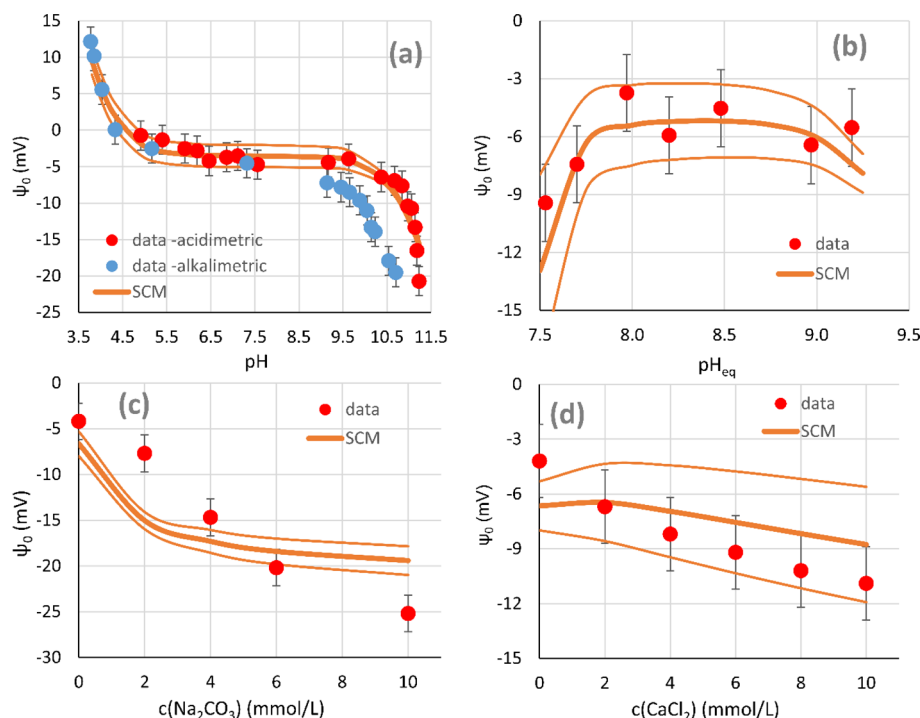 (a)
15
10
5
0
-5
-10
-15
-20
-25
ψ0 (mV)
data -acidimetric
data -alkalimetric
SCM
3.5 4.5 5.5 6.5 7.5 8.5 9.5 10.5 11.5
pH
(b)
0
-3
-6
-9
-12
-15
ψ0 (mV)
data
SCM
7.5 8.0 8.5 9.0 9.5
pHeq
(c)
0
-5
-10
-15
-20
-25
-30
ψ0 (mV)
data
SCM
0 2 4 6 8 10
c(Na2CO3) (mmol/L)
(d)
0
-3
-6
-9
-12
-15
ψ0 (mV)
data
SCM
0 2 4 6 8 10
c(CaCl2) (mmol/L)